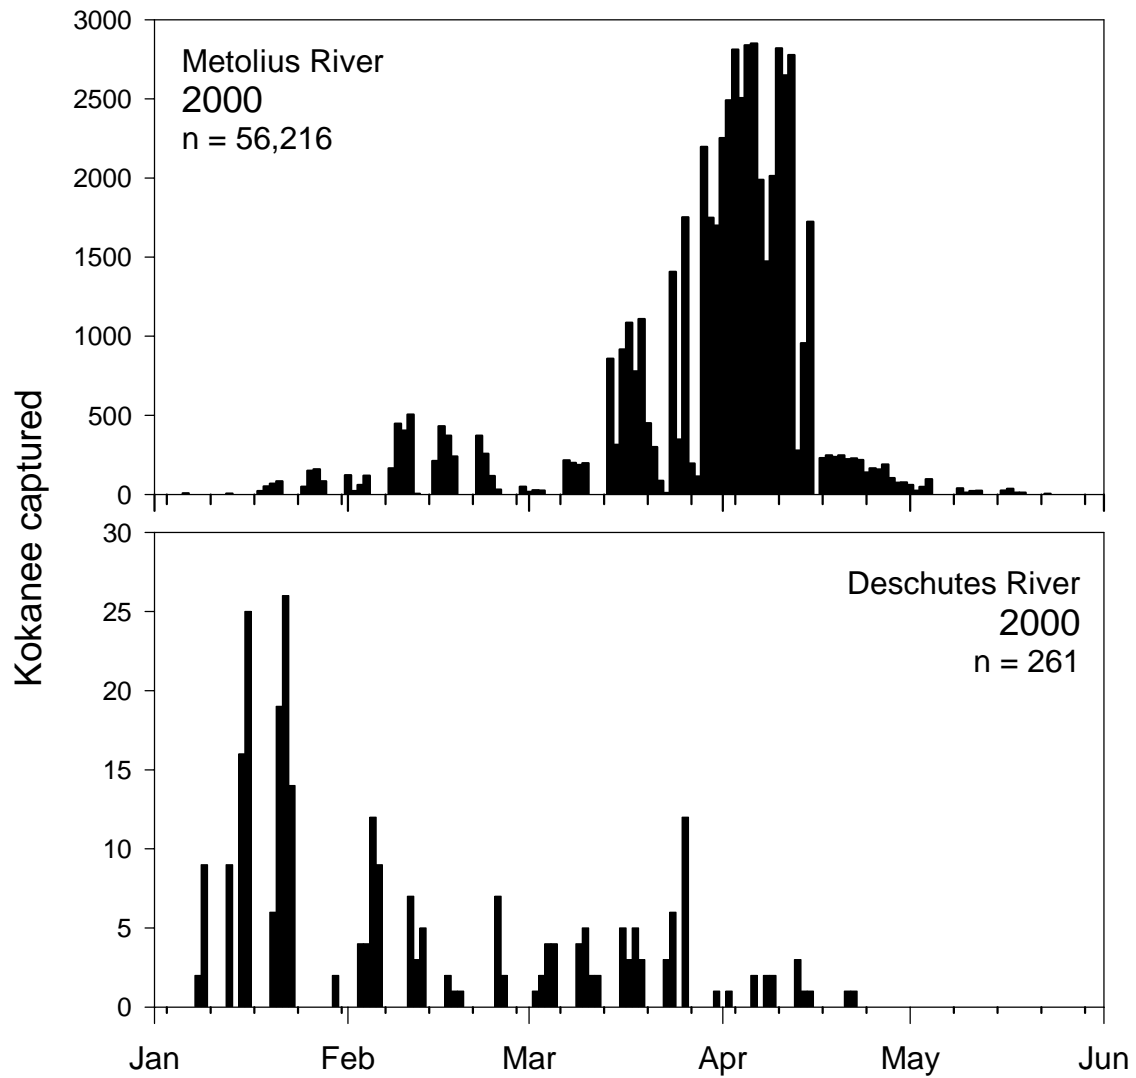 3000
2500
2000
1500
1000
500
0
Metolius River
2000
n = 56,216
Kokanee captured
30
25
20
15
10
5
0
Deschutes River
2000
n = 261
Jan Feb Mar Apr May Jun